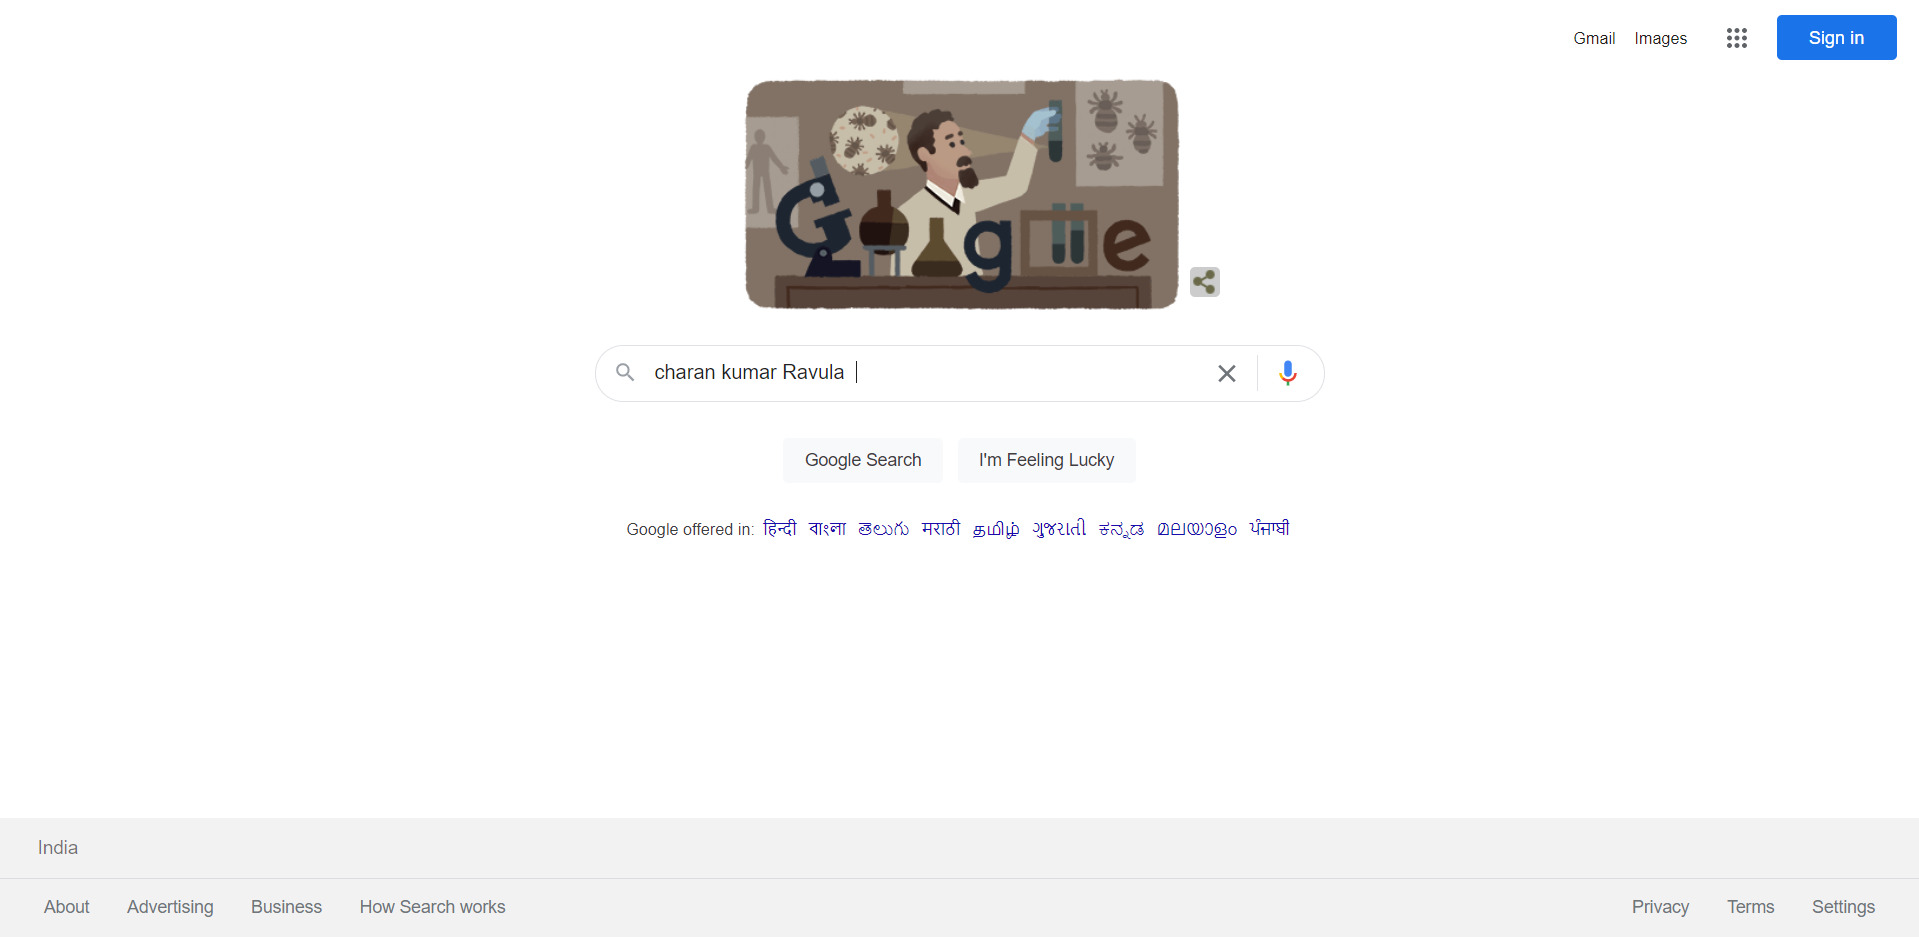 Gmail Images Sign in
Google
charan kumar Ravula
Google Search I'm Feeling Lucky
Google offered in: हिन्दी বাংলা తెలుగు मराठी தமிழ் ગુજરાતી ಕನ್ನಡ മലയാളം ਪੰਜਾਬੀ
India
About Advertising Business How Search works Privacy Terms Settings